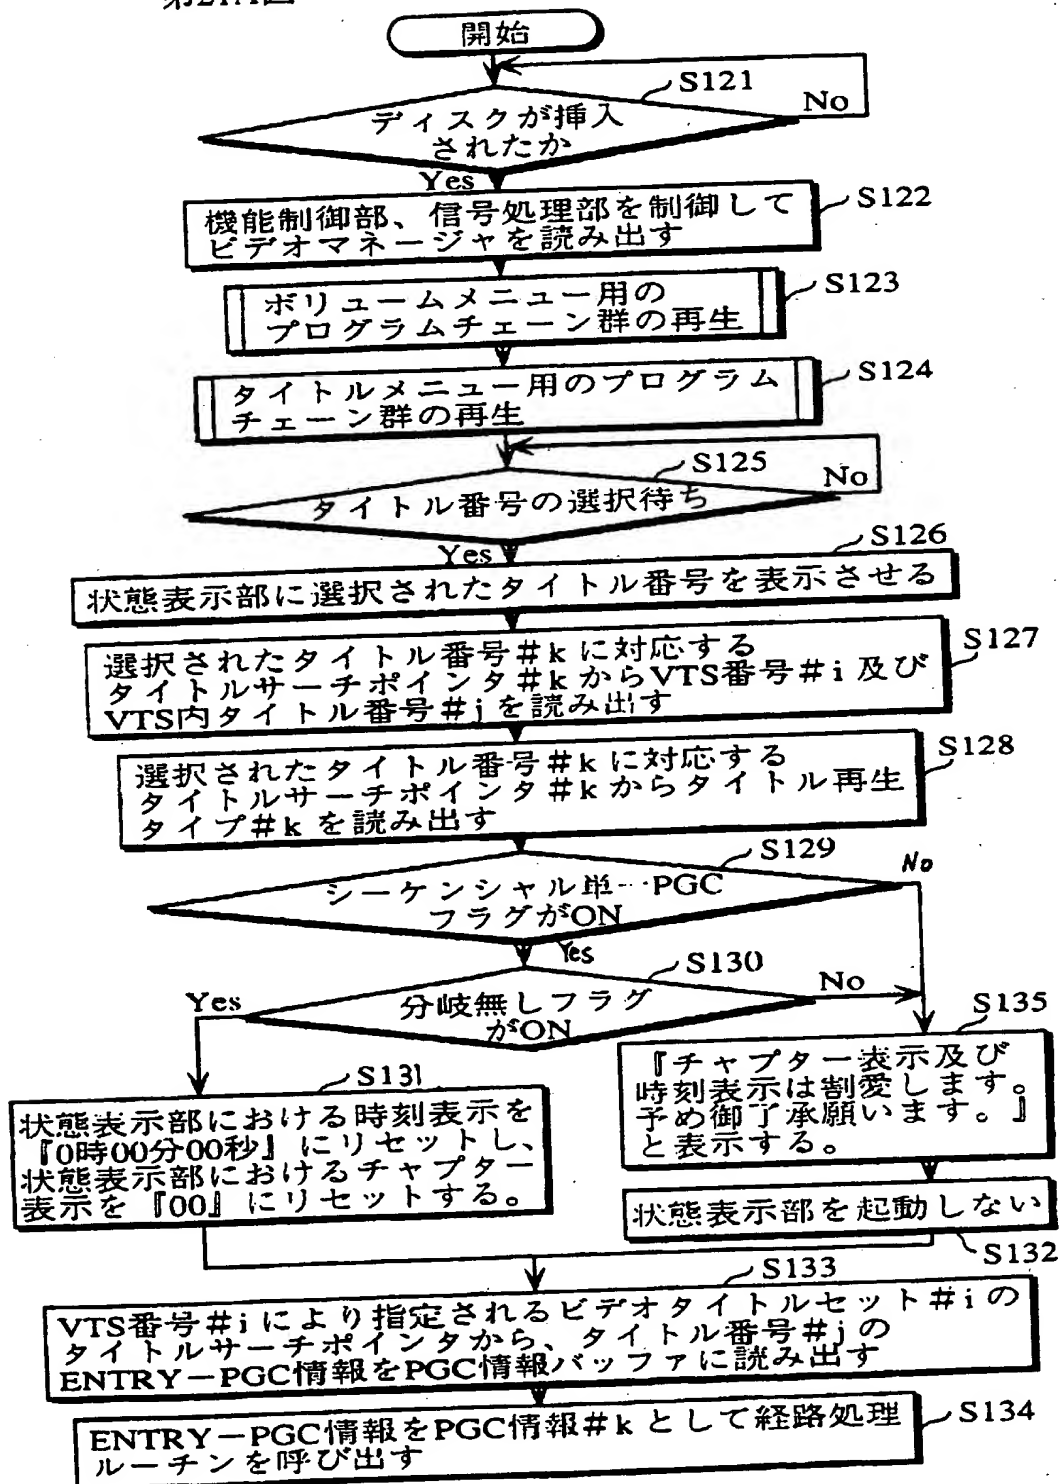 第21A図
開始
S121
No
ディスクが挿入
されたか
Yes
S122
機能制御部、信号処理部を制御して
ビデオマネージャを読み出す
S123
ボリュームメニュー用の
プログラムチェーン群の再生
S124
タイトルメニュー用のプログラム
チェーン群の再生
S125
No
タイトル番号の選択待ち
Yes
S126
状態表示部に選択されたタイトル番号を表示させる
S127
選択されたタイトル番号#kに対応する
タイトルサーチポインタ#kからVTS番号#i及び
VTS内タイトル番号#jを読み出す
S128
選択されたタイトル番号#kに対応する
タイトルサーチポインタ#kからタイトル再生
タイプ#kを読み出す
S129
No
シーケンシャル単一PGC
フラグがON
Yes
S130
No
Yes
分岐無しフラグ
がON
S135
『チャプター表示及び
時刻表示は割愛します。
予め御了承願います。』
と表示する。
S131
状態表示部における時刻表示を
『0時00分00秒』にリセットし、
状態表示部におけるチャプター
表示を『00』にリセットする。
状態表示部を起動しない
S132
S133
VTS番号#iにより指定されるビデオタイトルセット#iの
タイトルサーチポインタから、タイトル番号#jの
ENTRY-PGC情報をPGC情報バッファに読み出す
S134
ENTRY-PGC情報をPGC情報#kとして経路処理
ルーチンを呼び出す